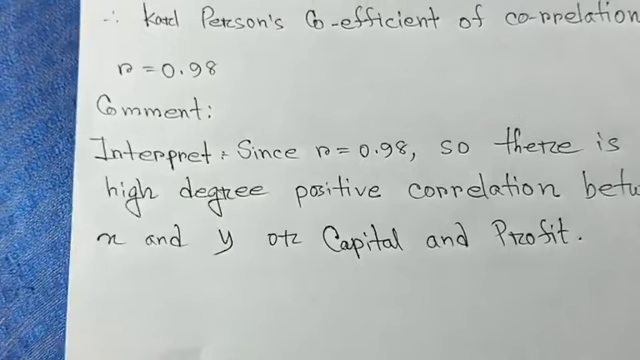 ∴ Karl Person's Co-efficient of co-rrelation
r = 0.98
Comment:
Interpret: Since r = 0.98, so there is
high degree positive correlation betw
x and y or Capital and Profit.